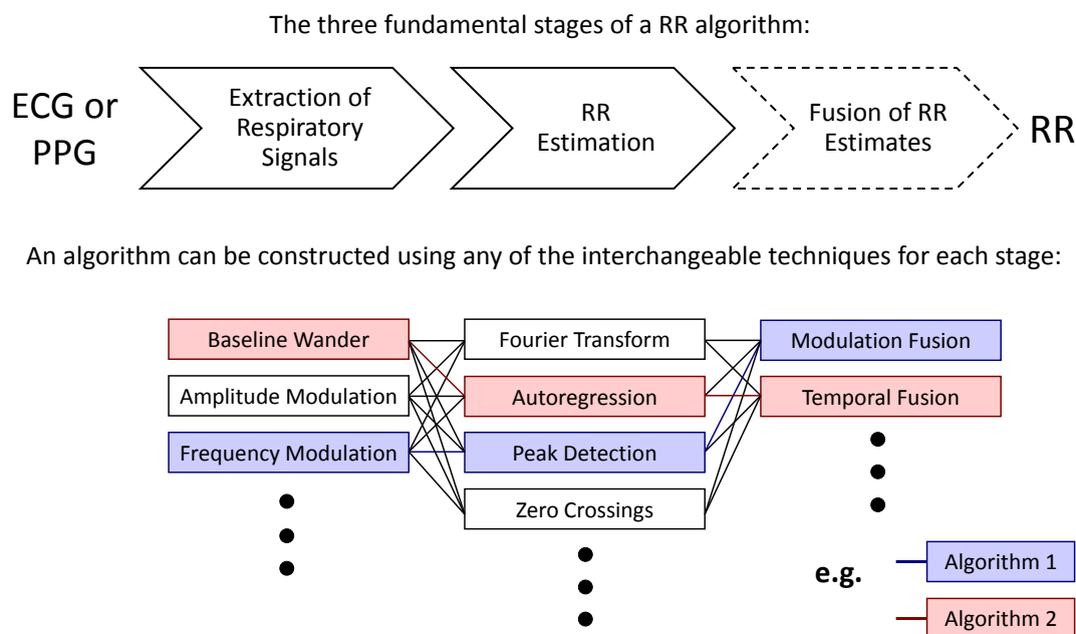 The three fundamental stages of a RR algorithm:
ECG or
PPG
Extraction of
Respiratory
Signals
RR
Estimation
Fusion of RR
Estimates
RR
An algorithm can be constructed using any of the interchangeable techniques for each stage:
Baseline Wander
Fourier Transform
Modulation Fusion
Amplitude Modulation
Autoregression
Temporal Fusion
Frequency Modulation
Peak Detection
Zero Crossings
e.g.
Algorithm 1
Algorithm 2